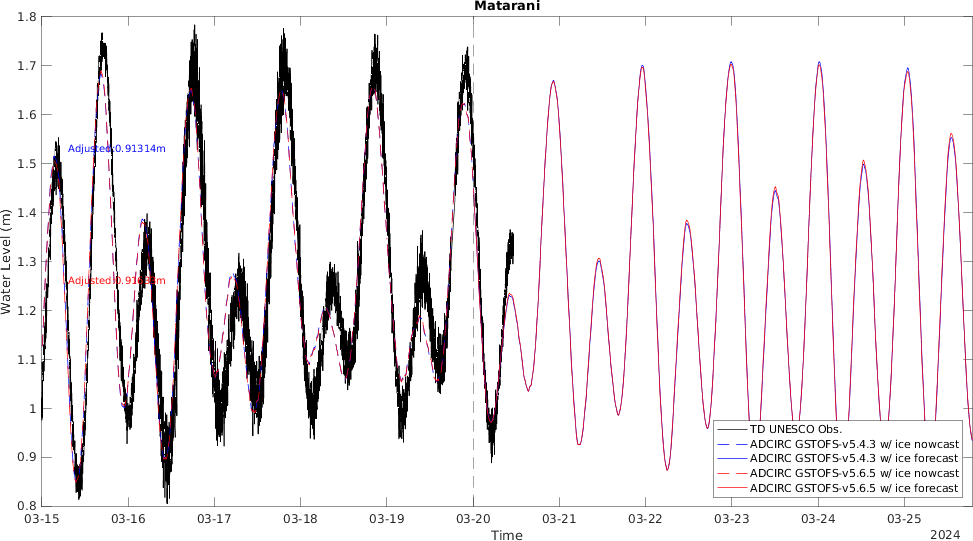 Matarani
Water Level (m)
1.8
1.7
1.6
1.5
1.4
1.3
1.2
1.1
1
0.9
0.8
Adjusted:0.91314m
TD UNESCO Obs.
ADCIRC GSTOFS-v5.4.3 w/ ice nowcast
ADCIRC GSTOFS-v5.4.3 w/ ice forecast
ADCIRC GSTOFS-v5.6.5 w/ ice nowcast
ADCIRC GSTOFS-v5.6.5 w/ ice forecast
03-15 03-16 03-17 03-18 03-19 03-20 03-21 03-22 03-23 03-24 03-25
Time
2024